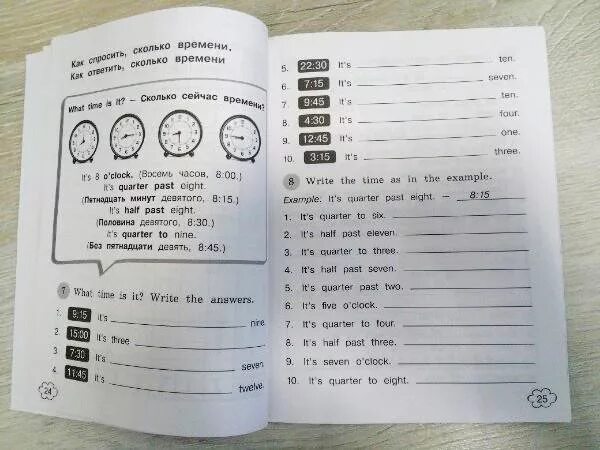 Как спросить, сколько времени.
Как ответить, сколько времени
What time is it? – Сколько сейчас времени?
It's 8 o'clock. (Восемь часов, 8:00.)
It's quarter past eight.
(Пятнадцать минут девятого, 8:15.)
It's half past eight.
(Половина девятого, 8:30.)
It's quarter to nine.
(Без пятнадцати девять, 8:45.)
7 What time is it? Write the answers.
1. 9:15 It's nine.
2. 15:00 It's three
3. 7:30 It's seven.
4. 11:45 It's twelve.
24
5. 22:30 It's ten.
6. 7:15 It's seven.
7. 9:45 It's ten.
8. 4:30 It's four.
9. 12:45 It's one.
10. 3:15 It's three.
8 Write the time as in the example.
Example: It's quarter past eight. – 8:15
1. It's quarter to six.
2. It's half past eleven.
3. It's quarter to three.
4. It's half past seven.
5. It's quarter past two.
6. It's five o'clock.
7. It's quarter to four.
8. It's half past three.
9. It's seven o'clock.
10. It's quarter to eight.
25